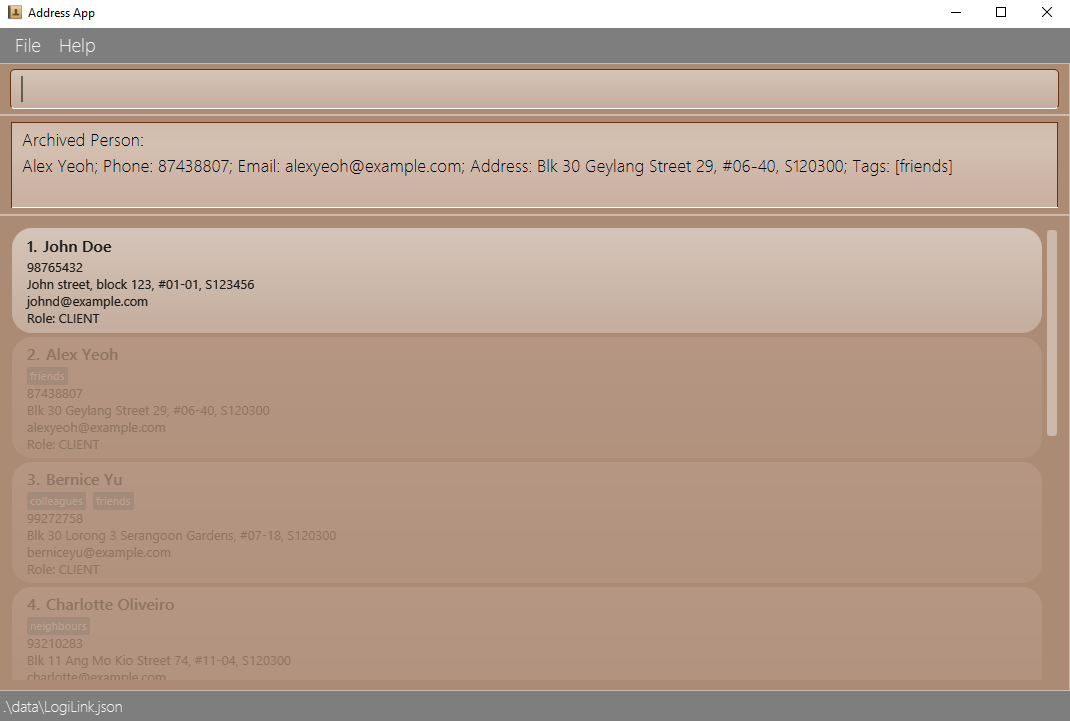 Address App
File Help
Archived Person:
Alex Yeoh; Phone: 87438807; Email: alexyeoh@example.com; Address: Blk 30 Geylang Street 29, #06-40, S120300; Tags: [friends]
1. John Doe
98765432
John street, block 123, #01-01, S123456
johnd@example.com
Role: CLIENT
2. Alex Yeoh
friends
87438807
Blk 30 Geylang Street 29, #06-40, S120300
alexyeoh@example.com
Role: CLIENT
3. Bernice Yu
colleagues friends
99272758
Blk 30 Lorong 3 Serangoon Gardens, #07-18, S120300
berniceyu@example.com
Role: CLIENT
4. Charlotte Oliveiro
neighbours
93210283
Blk 11 Ang Mo Kio Street 74, #11-04, S120300
charlotte@example.com
.\data\LogiLink.json